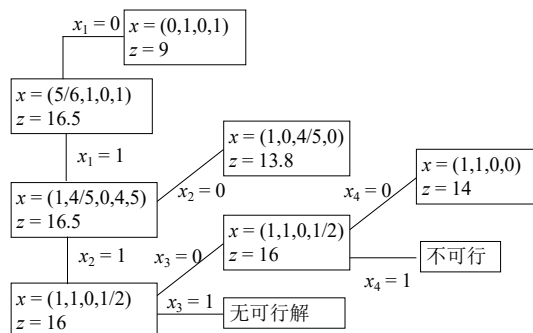 x₁ = 0
x = (0,1,0,1)
z = 9
x = (5/6,1,0,1)
z = 16.5
x₁ = 1
x = (1,0,4/5,0)
z = 13.8
x₂ = 0
x = (1,4/5,0,4,5)
z = 16.5
x₄ = 0
x = (1,1,0,0)
z = 14
x₂ = 1
x₃ = 0
x = (1,1,0,1/2)
z = 16
不可行
x₄ = 1
x = (1,1,0,1/2)
z = 16
x₃ = 1
无可行解